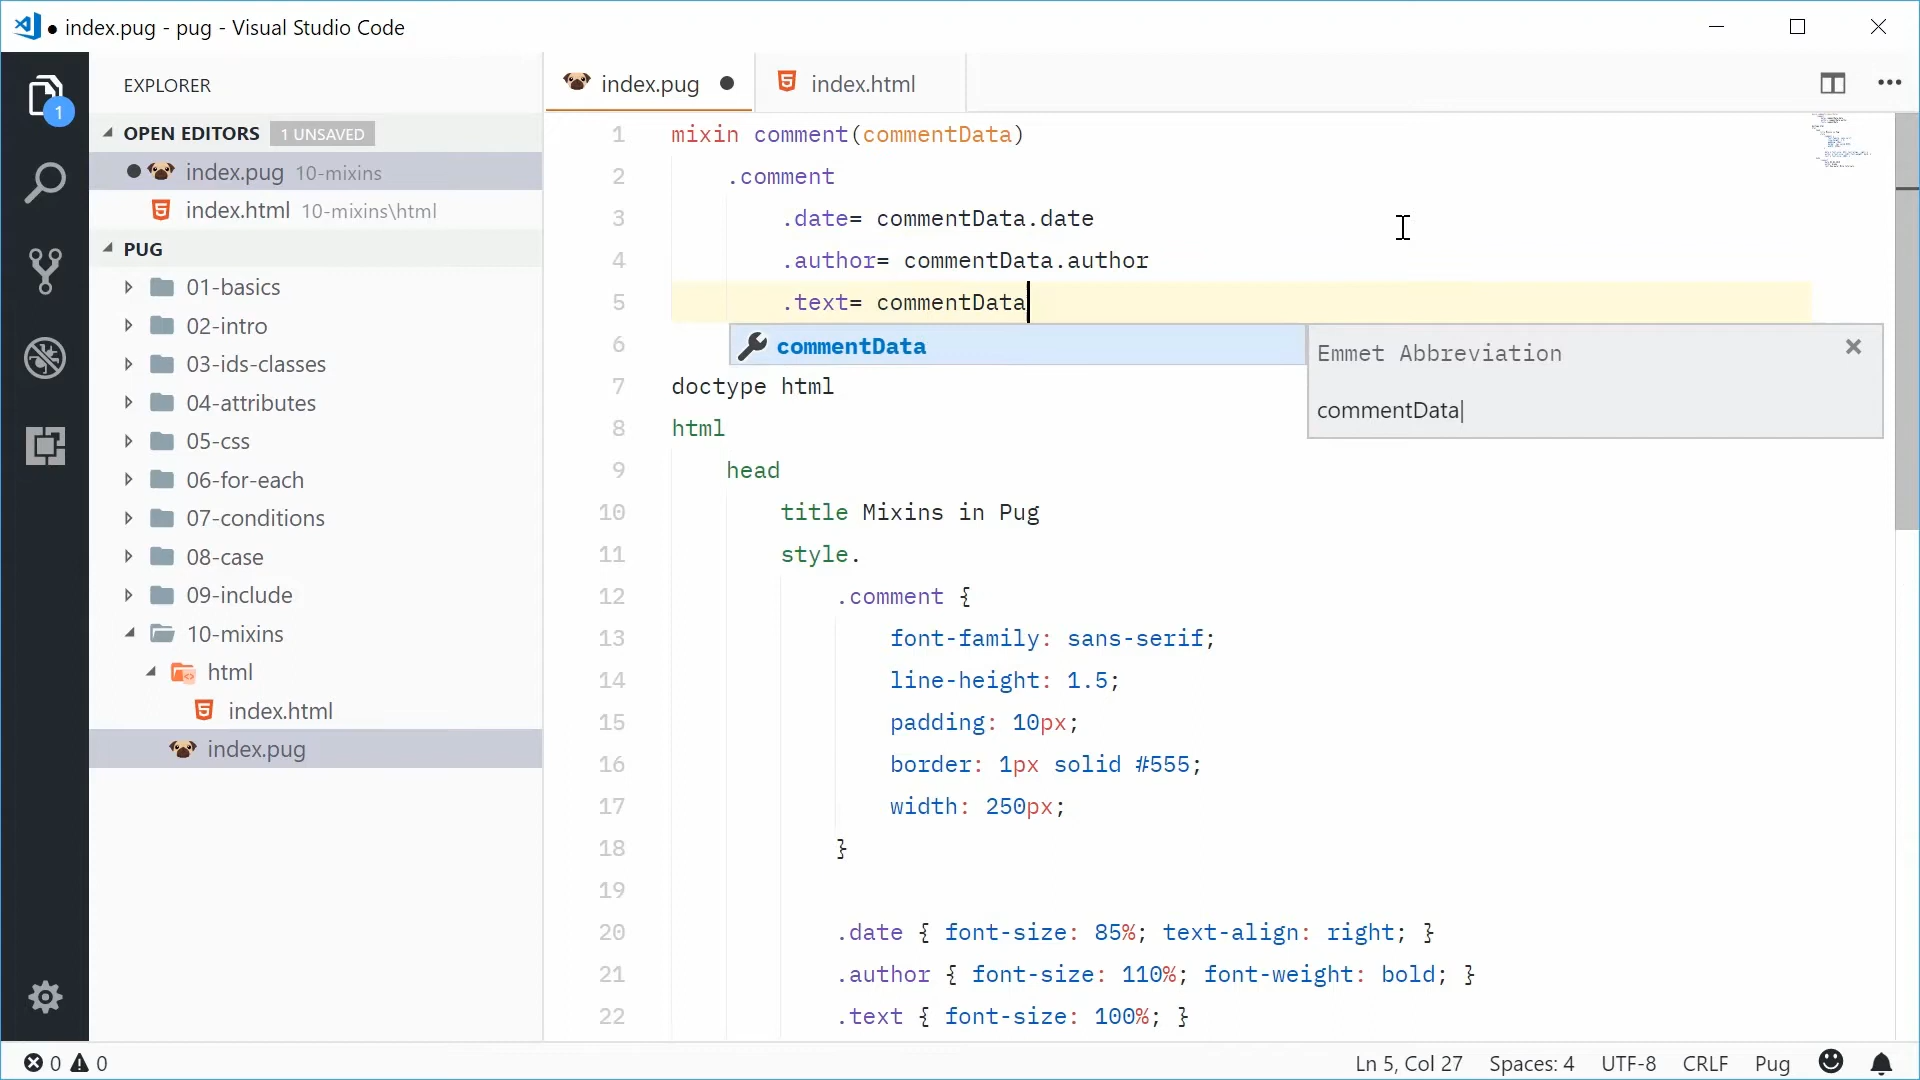 index.pug - pug - Visual Studio Code
EXPLORER
OPEN EDITORS 1 UNSAVED
index.pug 10-mixins
index.html 10-mixins\html
PUG
01-basics
02-intro
03-ids-classes
04-attributes
05-css
06-for-each
07-conditions
08-case
09-include
10-mixins
html
index.html
index.pug
1
index.pug
index.html
1 mixin comment(commentData)
2 .comment
3 .date= commentData.date
4 .author= commentData.author
5 .text= commentData
6
commentData
Emmet Abbreviation
commentData|
7 doctype html
8 html
9 head
10 title Mixins in Pug
11 style.
12 .comment {
13 font-family: sans-serif;
14 line-height: 1.5;
15 padding: 10px;
16 border: 1px solid #555;
17 width: 250px;
18 }
19
20 .date { font-size: 85%; text-align: right; }
21 .author { font-size: 110%; font-weight: bold; }
22 .text { font-size: 100%; }
0 0
Ln 5, Col 27 Spaces: 4 UTF-8 CRLF Pug